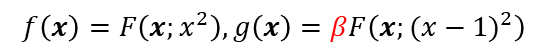 f(x) = F(x; x²), g(x) = βF(x; (x − 1)²)